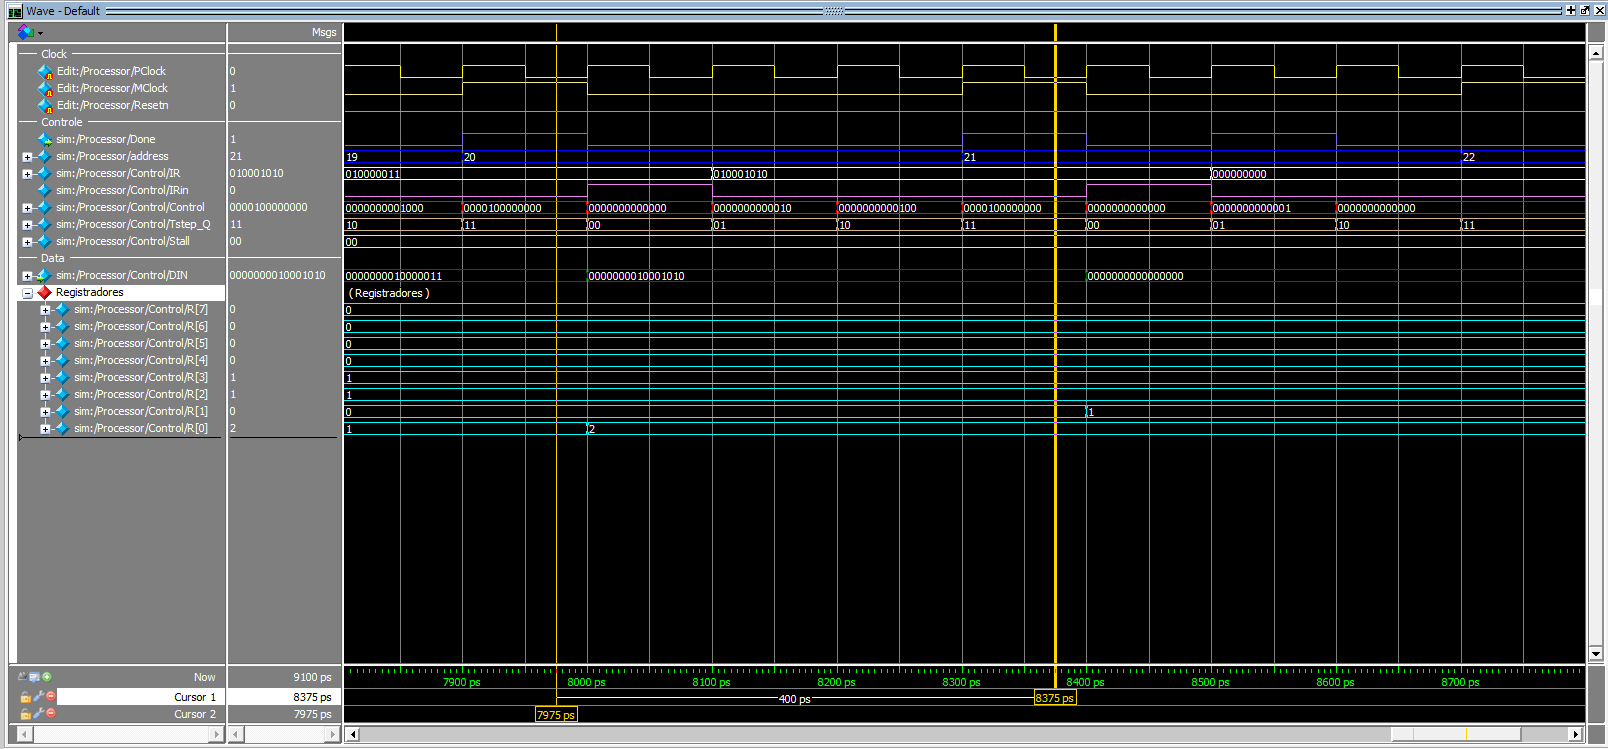 Wave - Default
Msgs
Clock
Edit:/Processor/PClock 0
Edit:/Processor/MClock 1
Edit:/Processor/Resetn 0
Controle
sim:/Processor/Done 1
sim:/Processor/address 21 19 20 21 22
sim:/Processor/Control/IR 010001010 010000011 010001010 000000000
sim:/Processor/Control/IRin 0
sim:/Processor/Control/Control 0000100000000 0000000001000 0000100000000 0000000000000 0000000000010 0000000000100 0000100000000 0000000000000 0000000000001 0000000000000
sim:/Processor/Control/Tstep_Q 11 10 11 00 01 10 11 00 01 10 11
sim:/Processor/Control/Stall 00 00
Data
sim:/Processor/Control/DIN 0000000010001010 0000000010000011 0000000010001010 0000000000000000
Registradores ( Registradores )
sim:/Processor/Control/R[7] 0 0
sim:/Processor/Control/R[6] 0 0
sim:/Processor/Control/R[5] 0 0
sim:/Processor/Control/R[4] 0 0
sim:/Processor/Control/R[3] 1 1
sim:/Processor/Control/R[2] 1 1
sim:/Processor/Control/R[1] 0 0 1
sim:/Processor/Control/R[0] 2 1 2
Now 9100 ps 7900 ps 8000 ps 8100 ps 8200 ps 8300 ps 8400 ps 8500 ps 8600 ps 8700 ps
Cursor 1 8375 ps 400 ps 8375 ps
Cursor 2 7975 ps 7975 ps